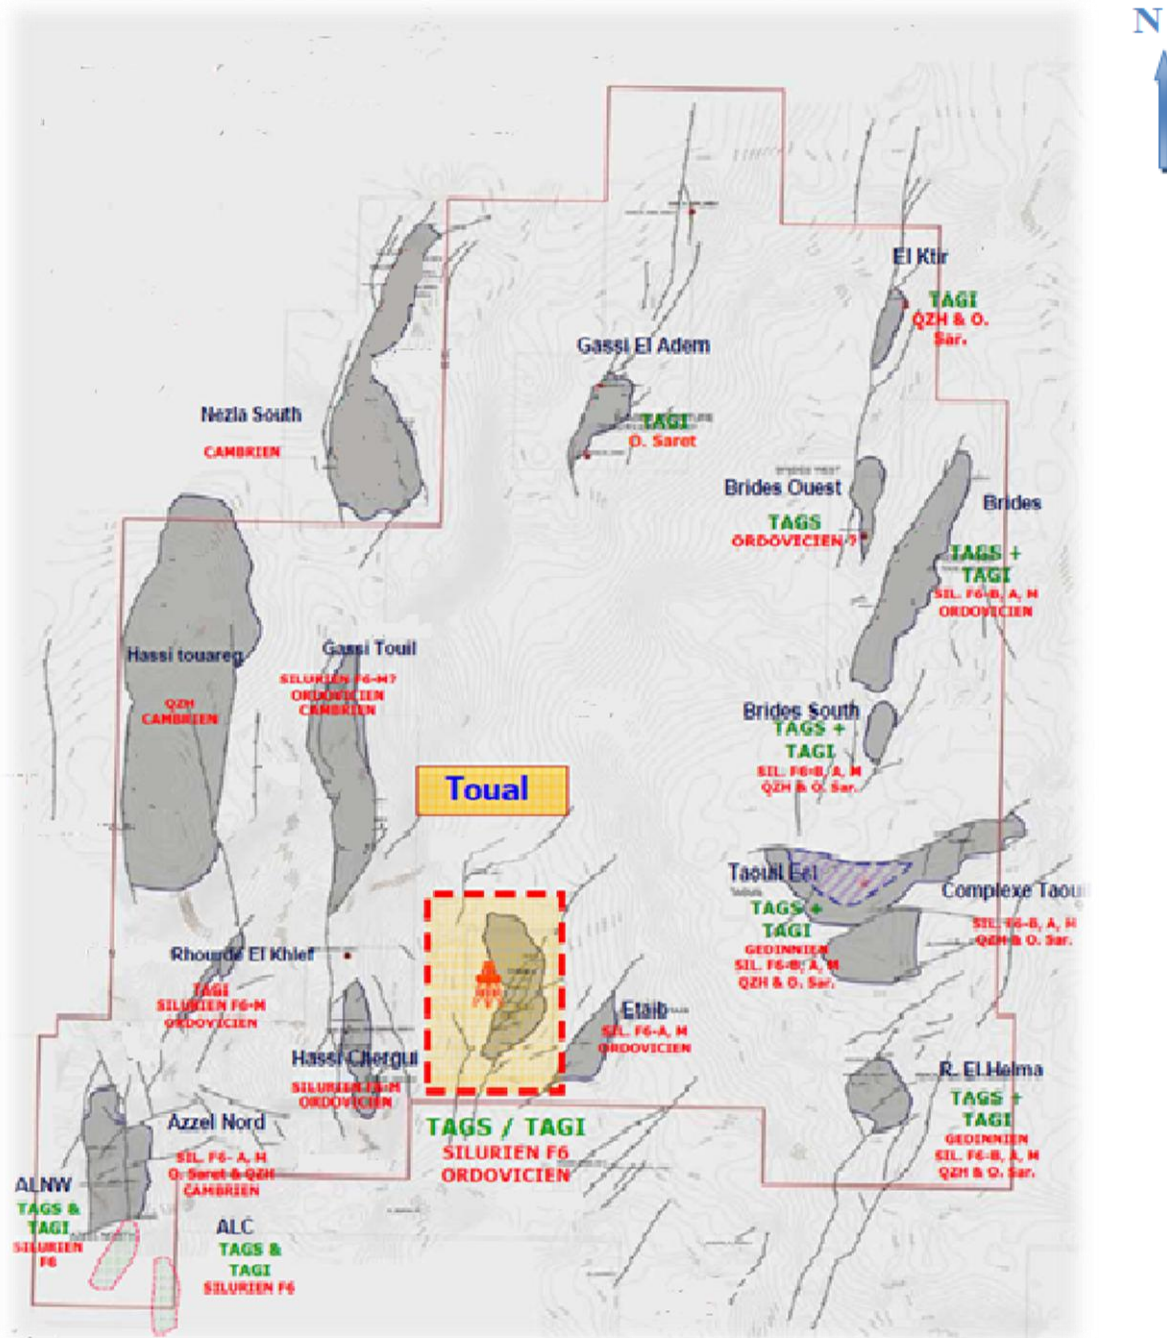 N
El Ktir
TAGI
QZH & O.
Sar.
Gassi El Adem
TAGI
O. Saret
Nezla South
CAMBRIEN
Brides Ouest
TAGS
ORDOVICIEN ?
Brides
TAGS +
TAGI
SIL. F6-B, A, M
ORDOVICIEN
Hassi touareg
QZH
CAMBRIEN
Gassi Touil
SILURIEN F6-M?
ORDOVICIEN
CAMBRIEN
Brides South
TAGS +
TAGI
SIL. F6-B, A, M
QZH & O. Sar.
Toual
Taouil Est
TAGS +
TAGI
GEDINNIEN
SIL. F6-B, A, M
QZH & O. Sar.
Complexe Taouil
SIL. F6-B, A, M
QZH & O. Sar.
Rhourde El Khlef
TAGI
SILURIEN F6-M
ORDOVICIEN
Etaib
SIL. F6-A, M
ORDOVICIEN
Hassi Chergui
SILURIEN F6-M
ORDOVICIEN
R. El Helma
TAGS +
TAGI
GEDINNIEN
SIL. F6-B, A, M
QZH & O. Sar.
TAGS / TAGI
SILURIEN F6
ORDOVICIEN
Azzel Nord
SIL. F6- A, M
O. Saret & QZH
CAMBRIEN
ALNW
TAGS &
TAGI
SILURIEN
F6
ALC
TAGS &
TAGI
SILURIEN F6